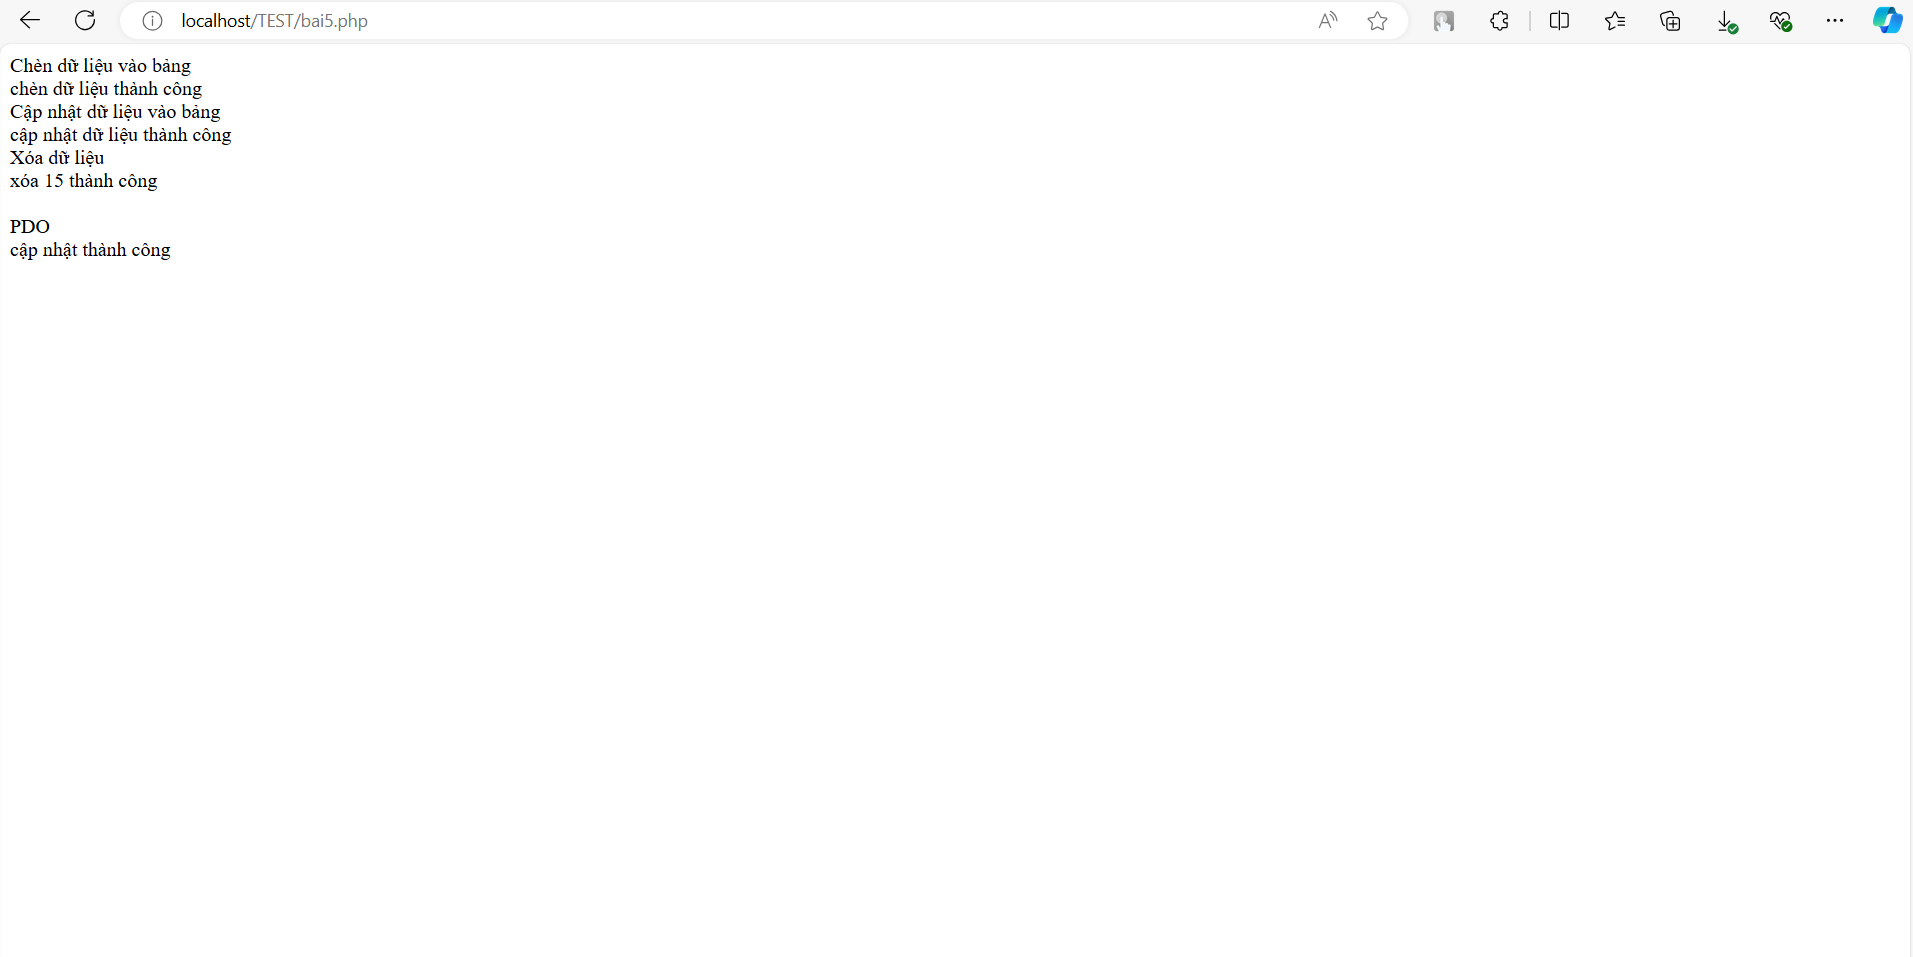 localhost/TEST/bai5.php
Chèn dữ liệu vào bảng
chèn dữ liệu thành công
Cập nhật dữ liệu vào bảng
cập nhật dữ liệu thành công
Xóa dữ liệu
xóa 15 thành công
PDO
cập nhật thành công